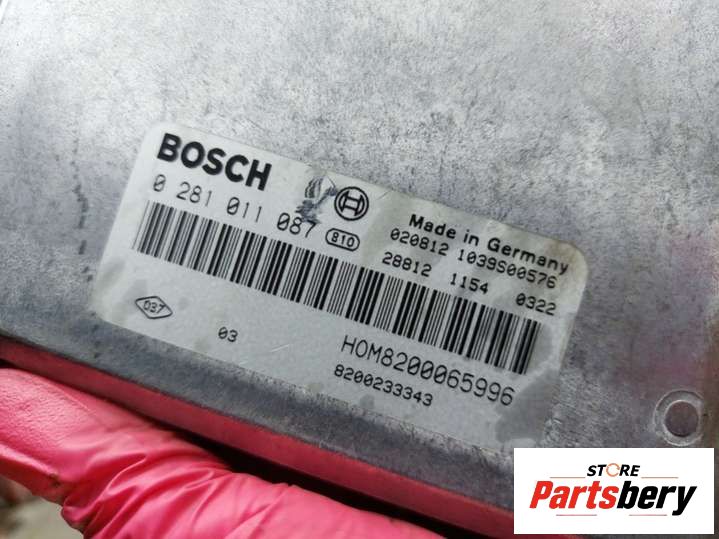 BOSCH
0 281 011 087 810
Made in Germany
020812 1039S00576
28812 1154 0322
037
03
HOM8200065996
8200233343
STORE
Partsbery